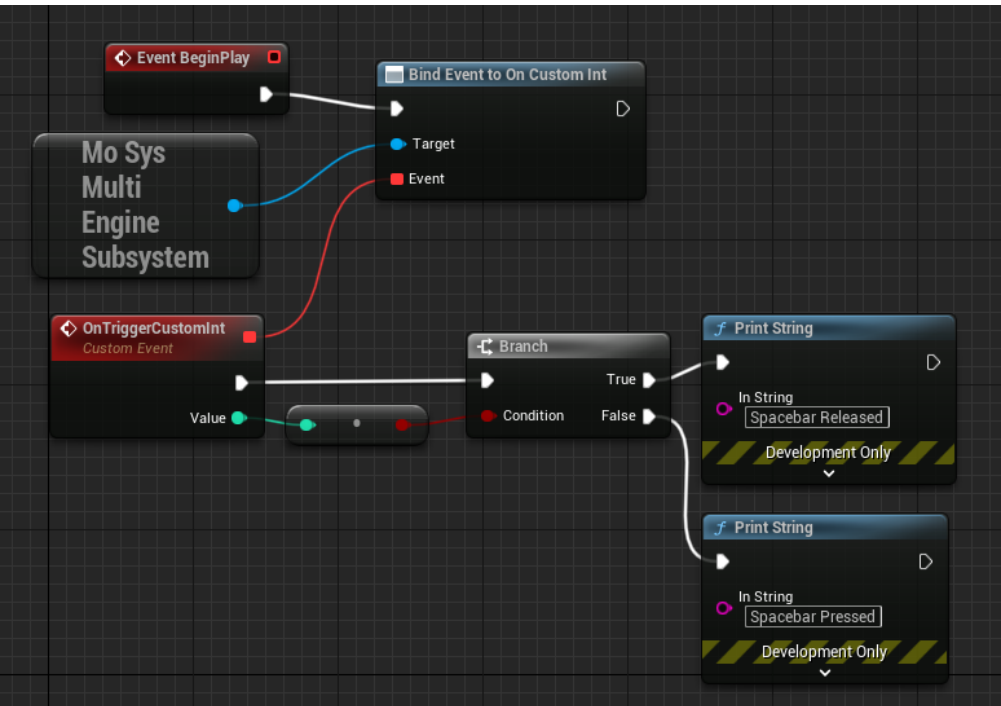 Event BeginPlay
Bind Event to On Custom Int
Target
Event
Mo Sys
Multi
Engine
Subsystem
OnTriggerCustomInt
Custom Event
Value
Branch
True
Condition
False
Print String
In String
Spacebar Released
Development Only
Print String
In String
Spacebar Pressed
Development Only